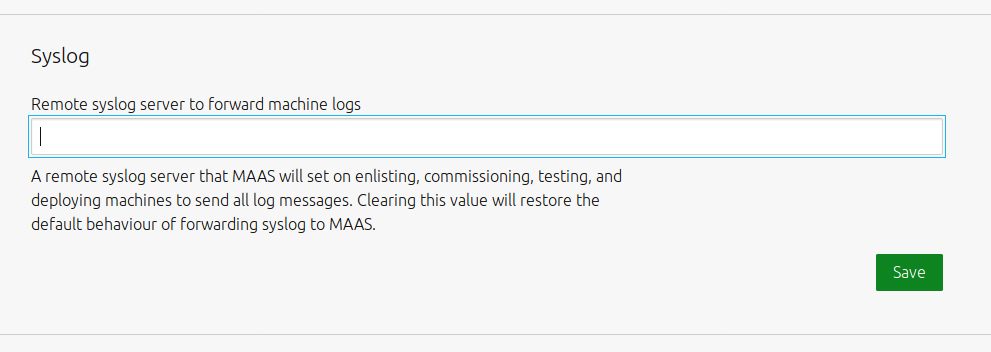 Syslog
Remote syslog server to forward machine logs
A remote syslog server that MAAS will set on enlisting, commissioning, testing, and
deploying machines to send all log messages. Clearing this value will restore the
default behaviour of forwarding syslog to MAAS.
Save